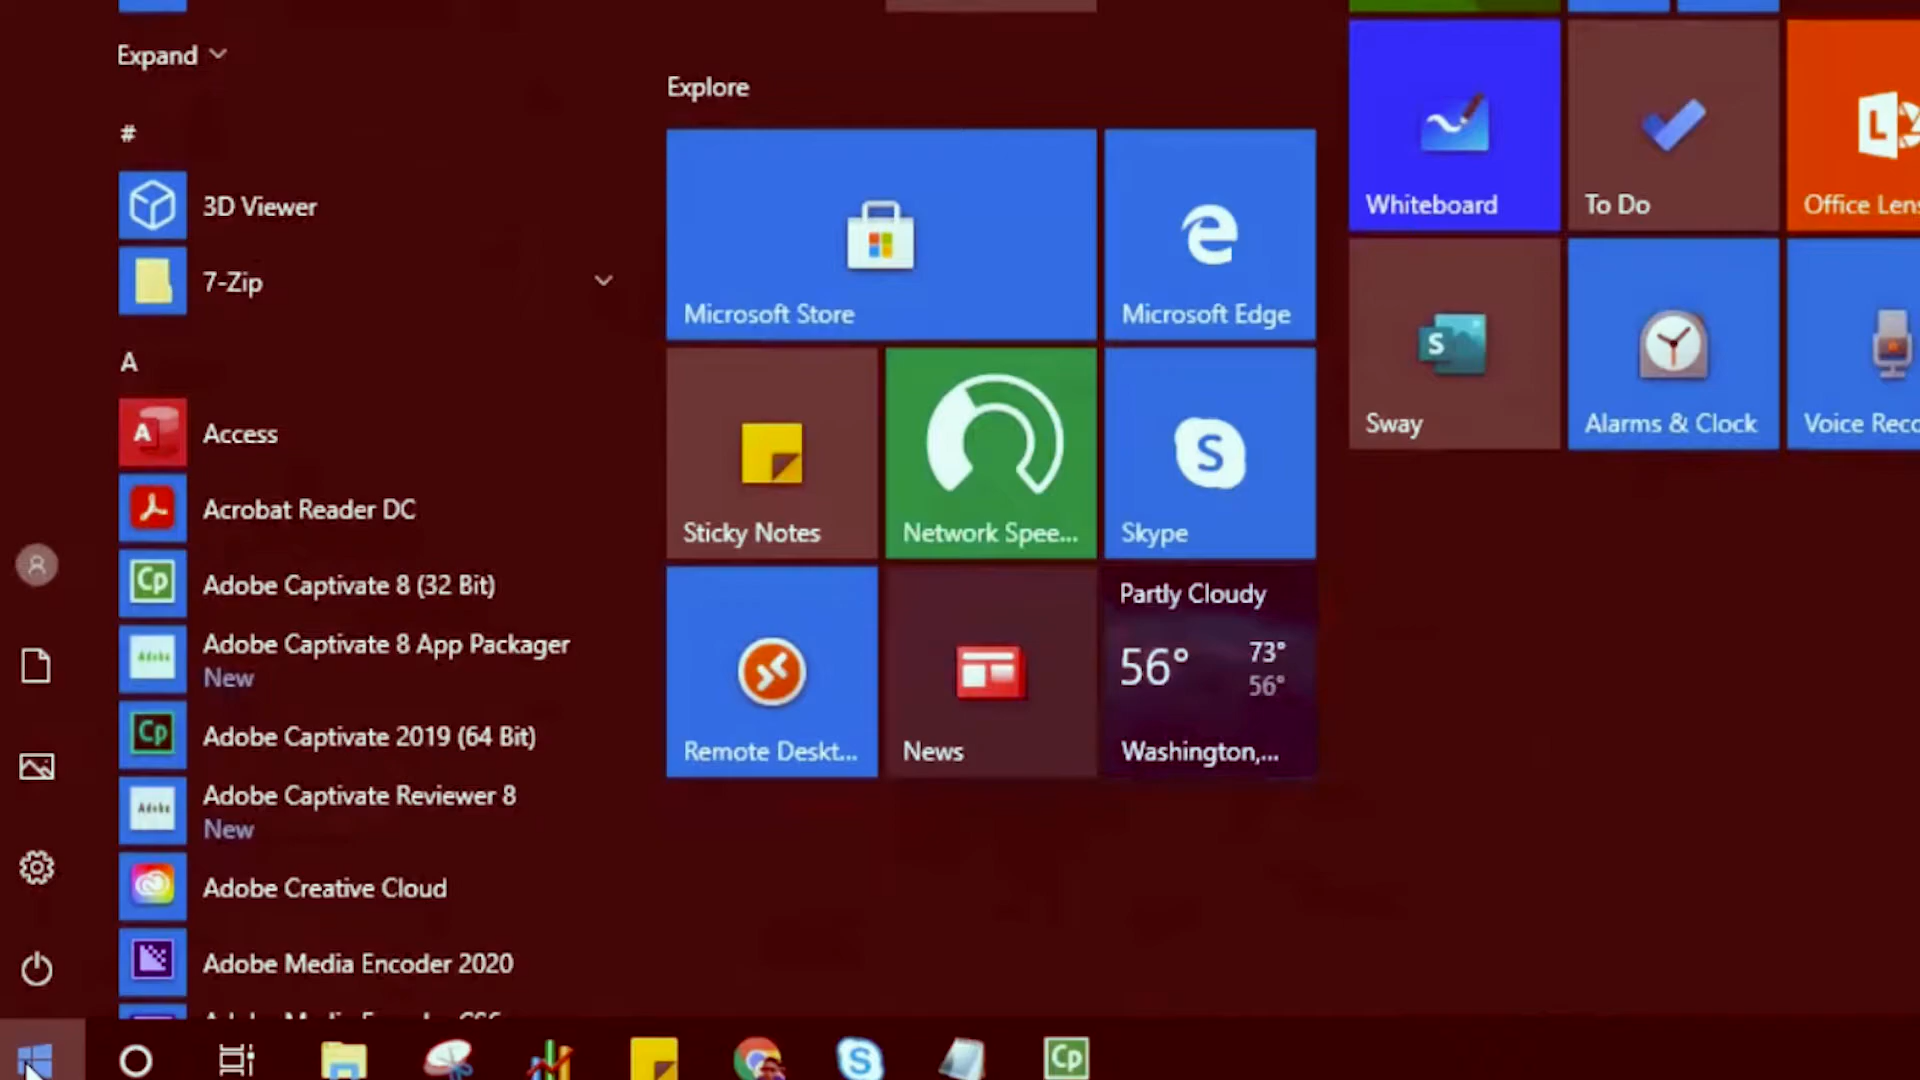 Expand
#
3D Viewer
7-Zip
A
Access
Acrobat Reader DC
Adobe Captivate 8 (32 Bit)
Adobe Captivate 8 App Packager
New
Adobe Captivate 2019 (64 Bit)
Adobe Captivate Reviewer 8
New
Adobe Creative Cloud
Adobe Media Encoder 2020
Explore
Microsoft Store
Microsoft Edge
Sticky Notes
Network Spee...
Skype
Remote Deskt...
News
Partly Cloudy
56° 73°
56°
Washington,...
Whiteboard
To Do
Office Lens
Sway
Alarms & Clock
Voice Reco